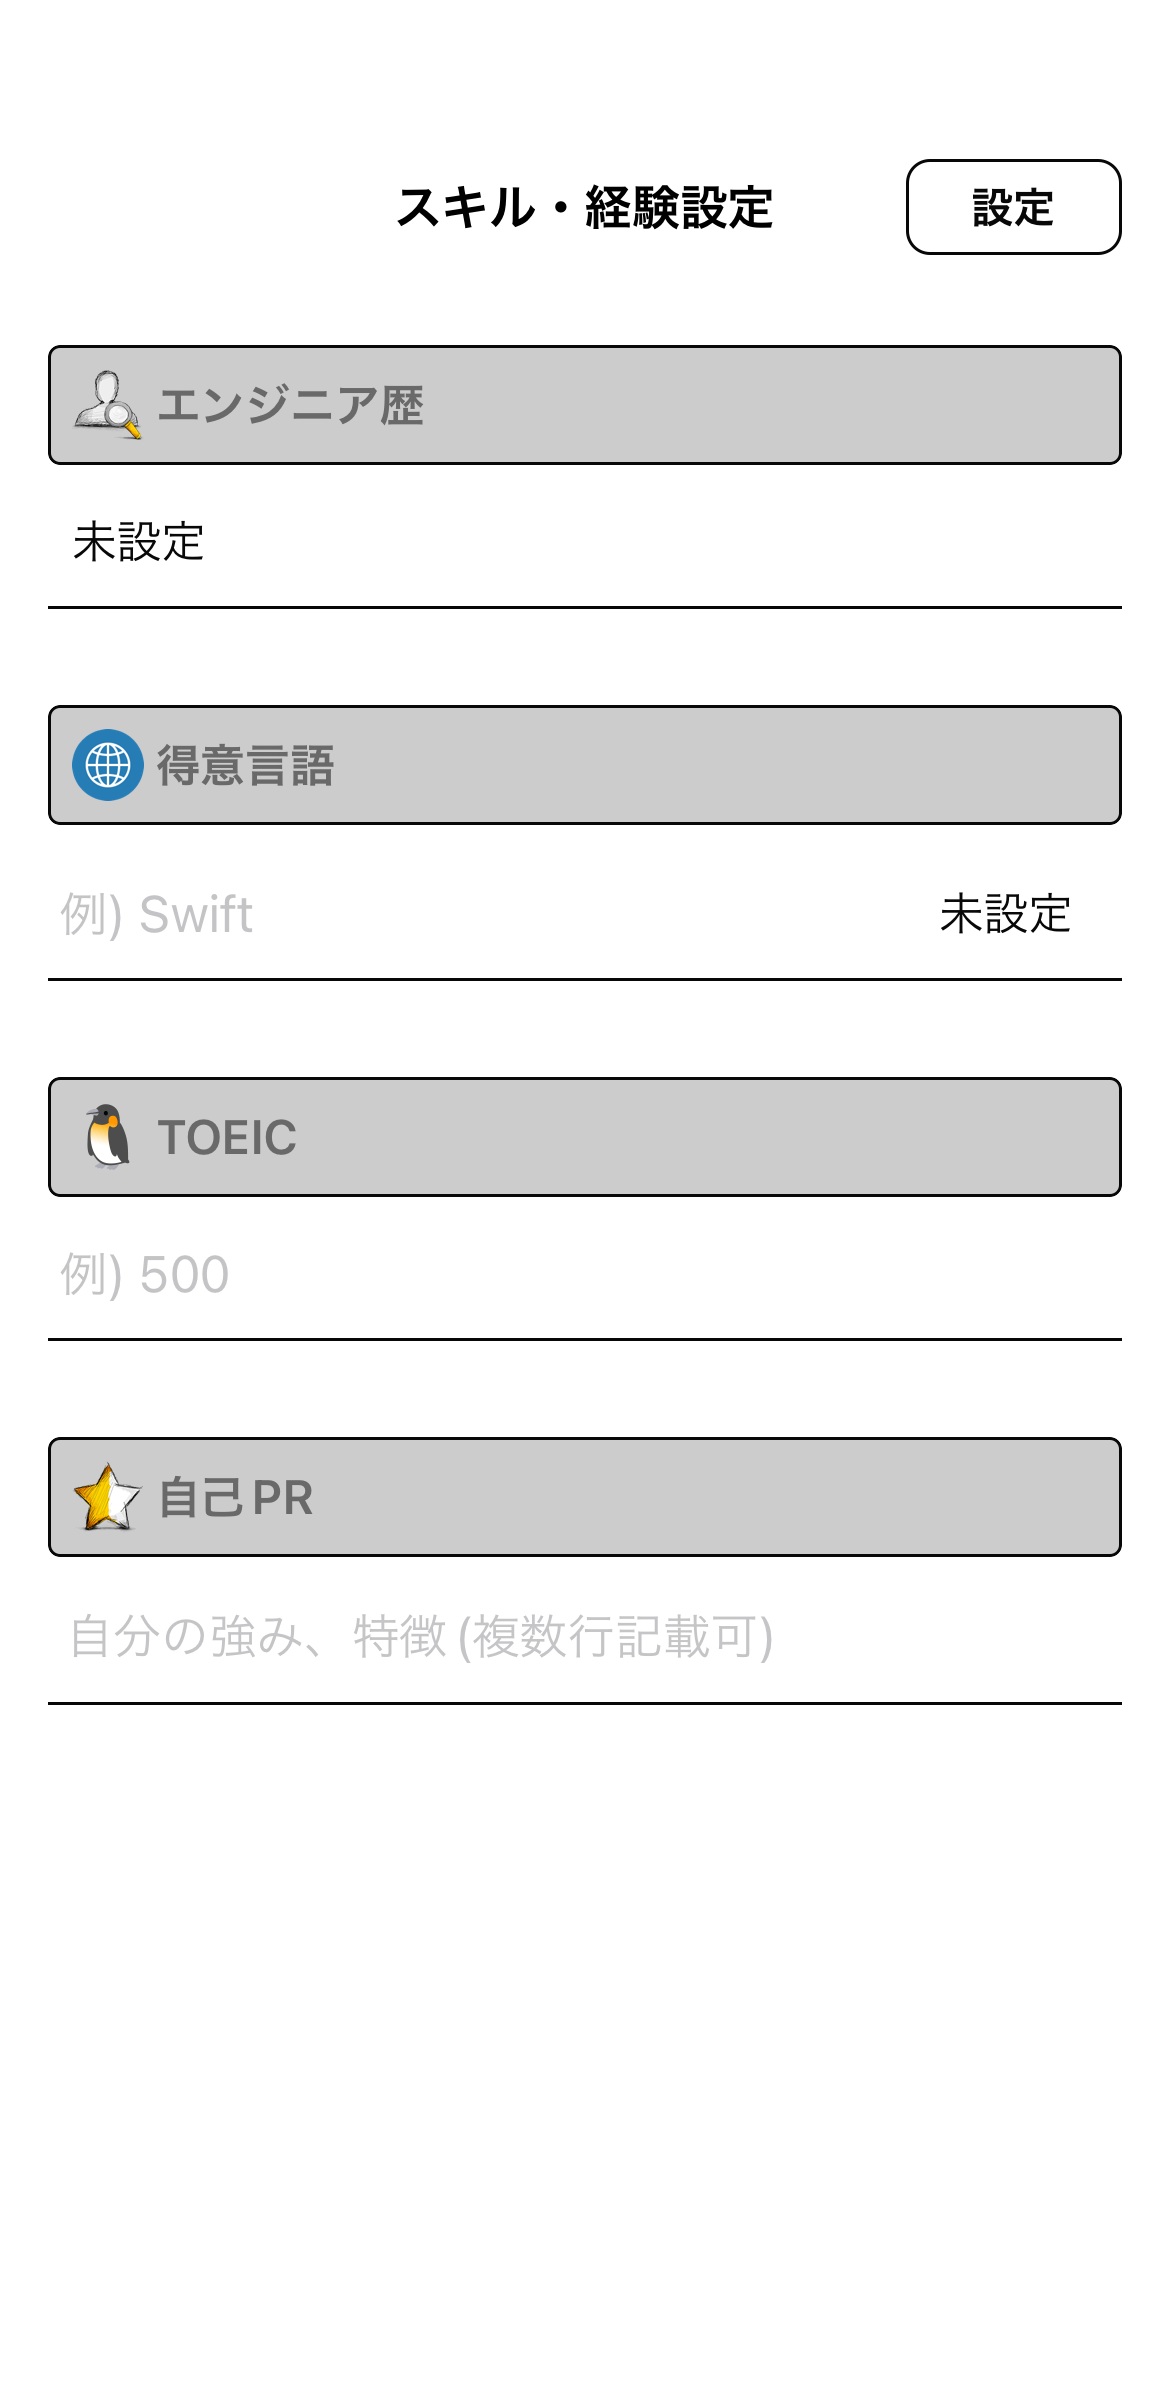 スキル・経験設定
設定
エンジニア歴
未設定
得意言語
例) Swift
未設定
TOEIC
例) 500
自己PR
自分の強み、特徴(複数行記載可)